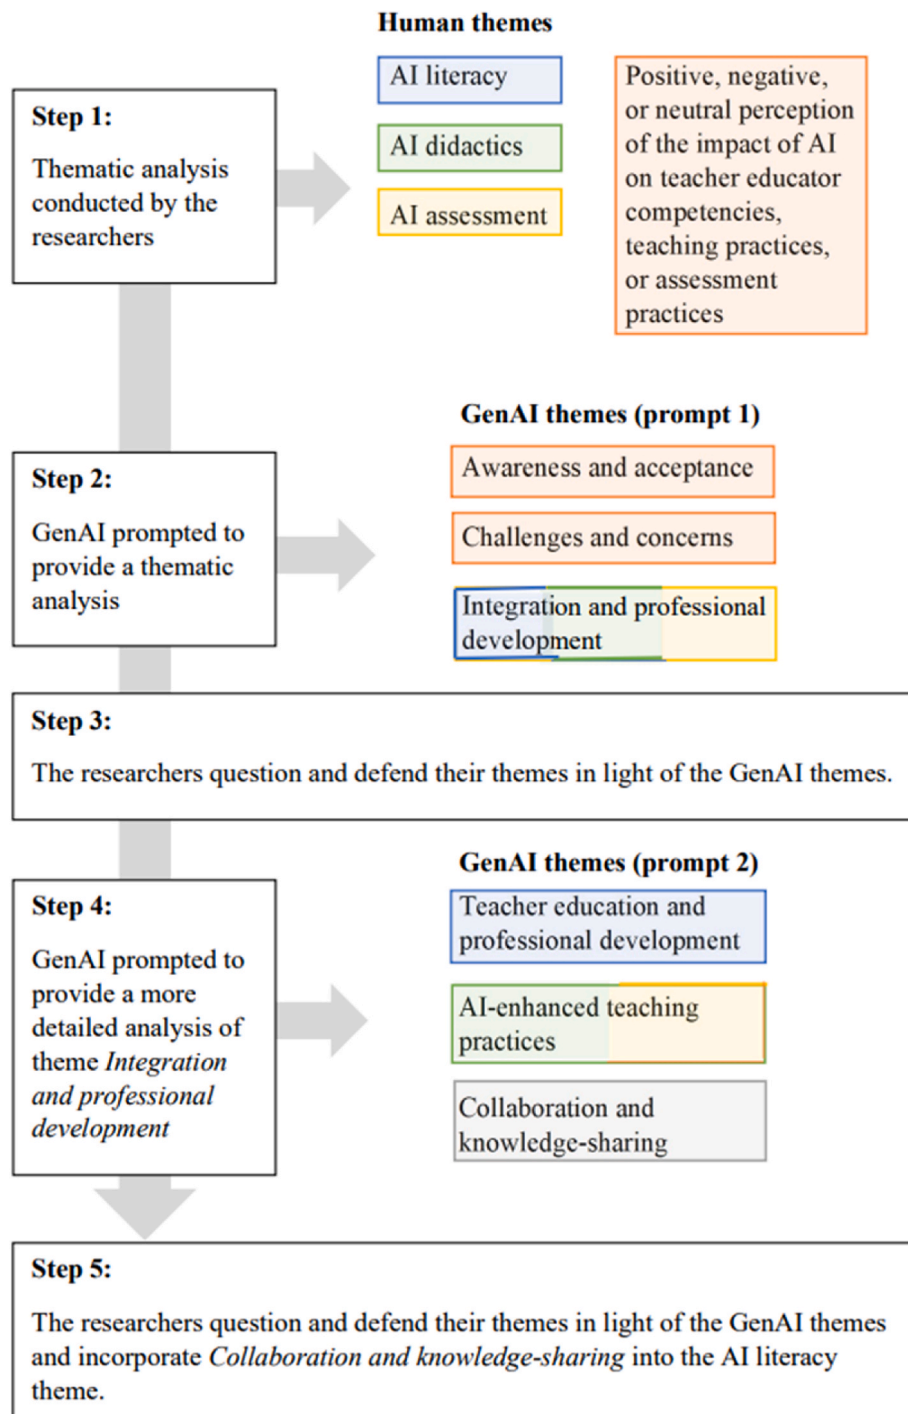 Human themes
Step 1:
Thematic analysis
conducted by the
researchers
AI literacy
AI didactics
AI assessment
Positive, negative,
or neutral perception
of the impact of AI
on teacher educator
competencies,
teaching practices,
or assessment
practices
GenAI themes (prompt 1)
Step 2:
GenAI prompted to
provide a thematic
analysis
Awareness and acceptance
Challenges and concerns
Integration and professional
development
Step 3:
The researchers question and defend their themes in light of the GenAI themes.
GenAI themes (prompt 2)
Step 4:
GenAI prompted to
provide a more
detailed analysis of
theme Integration
and professional
development
Teacher education and
professional development
AI-enhanced teaching
practices
Collaboration and
knowledge-sharing
Step 5:
The researchers question and defend their themes in light of the GenAI themes
and incorporate Collaboration and knowledge-sharing into the AI literacy
theme.